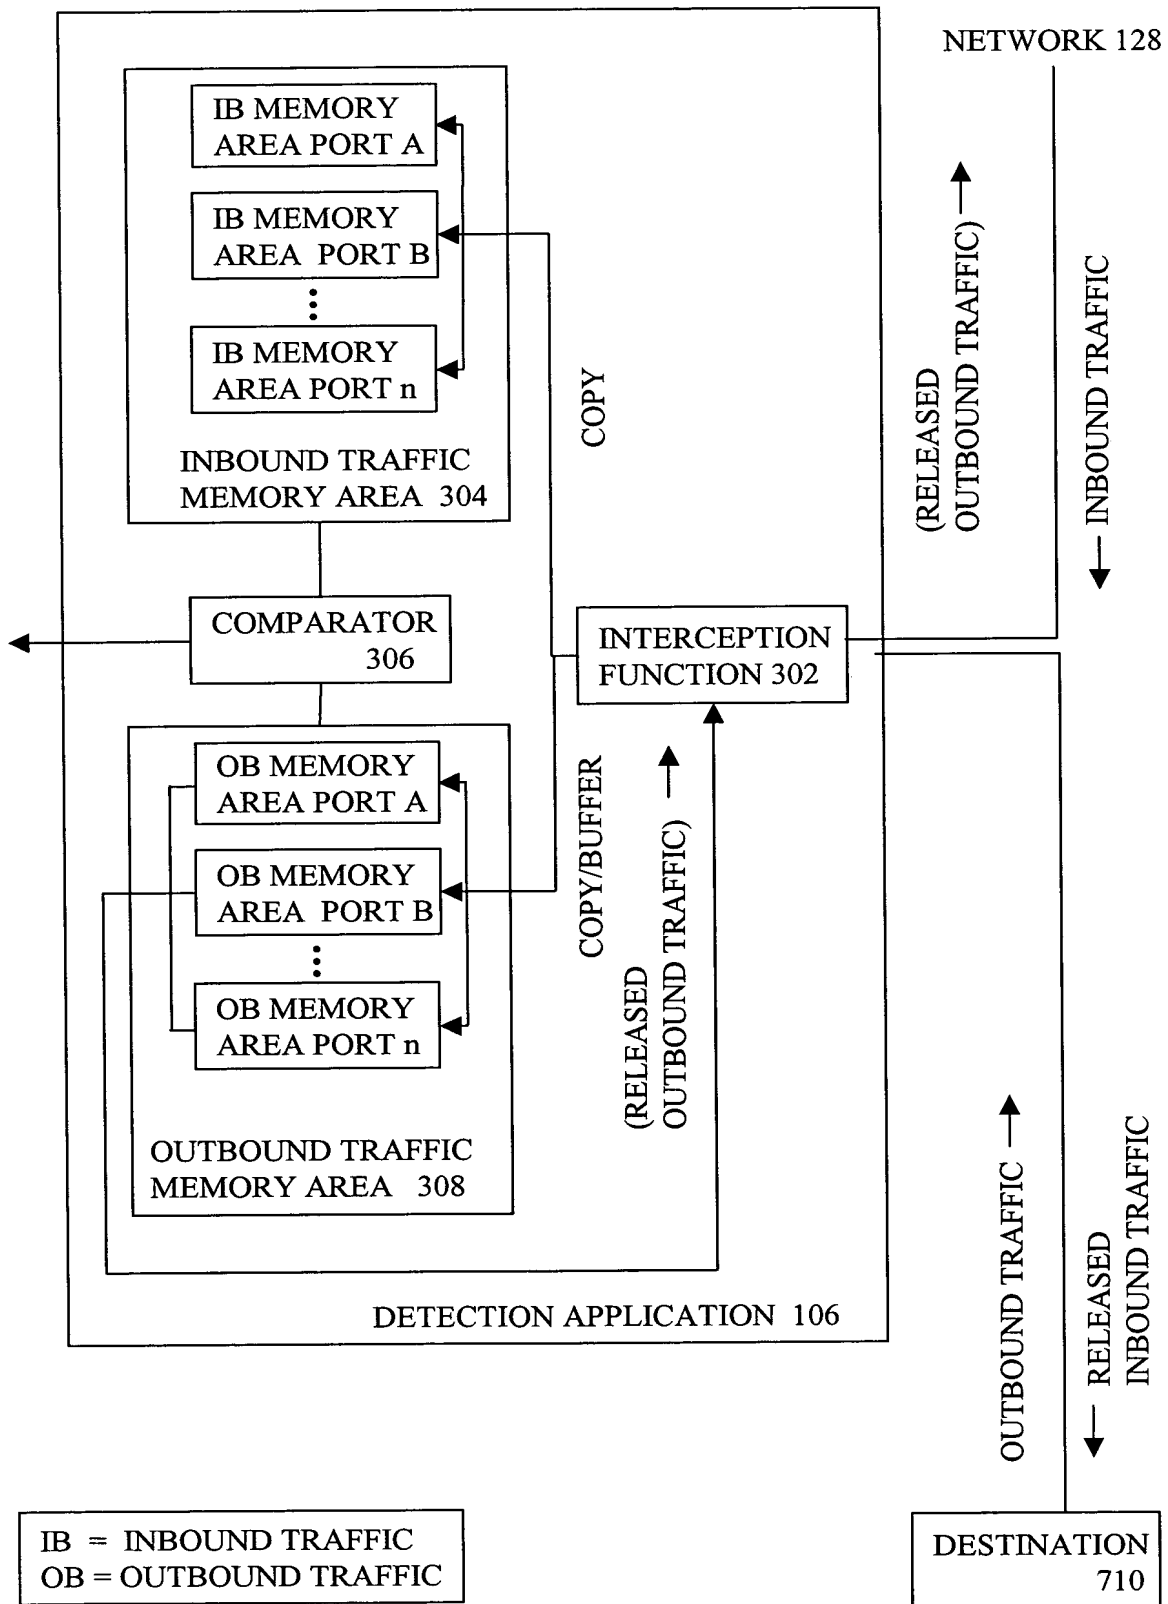 NETWORK 128
IB MEMORY
AREA PORT A
IB MEMORY
AREA PORT B
IB MEMORY
AREA PORT n
INBOUND TRAFFIC
MEMORY AREA 304
COPY
(RELEASED
OUTBOUND TRAFFIC)
INBOUND TRAFFIC
COMPARATOR
306
INTERCEPTION
FUNCTION 302
OB MEMORY
AREA PORT A
OB MEMORY
AREA PORT B
OB MEMORY
AREA PORT n
OUTBOUND TRAFFIC
MEMORY AREA 308
COPY/BUFFER
(RELEASED
OUTBOUND TRAFFIC)
DETECTION APPLICATION 106
OUTBOUND TRAFFIC
RELEASED
INBOUND TRAFFIC
IB = INBOUND TRAFFIC
OB = OUTBOUND TRAFFIC
DESTINATION
710